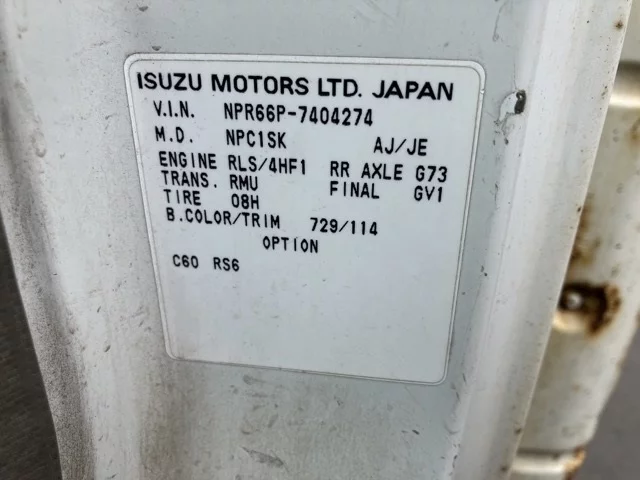 ISUZU MOTORS LTD. JAPAN
V.I.N. NPR66P-7404274
M.D. NPC1SK AJ/JE
ENGINE RLS/4HF1 RR AXLE G73
TRANS. RMU FINAL GV1
TIRE 08H
B.COLOR/TRIM 729/114
OPTION
C60 RS6